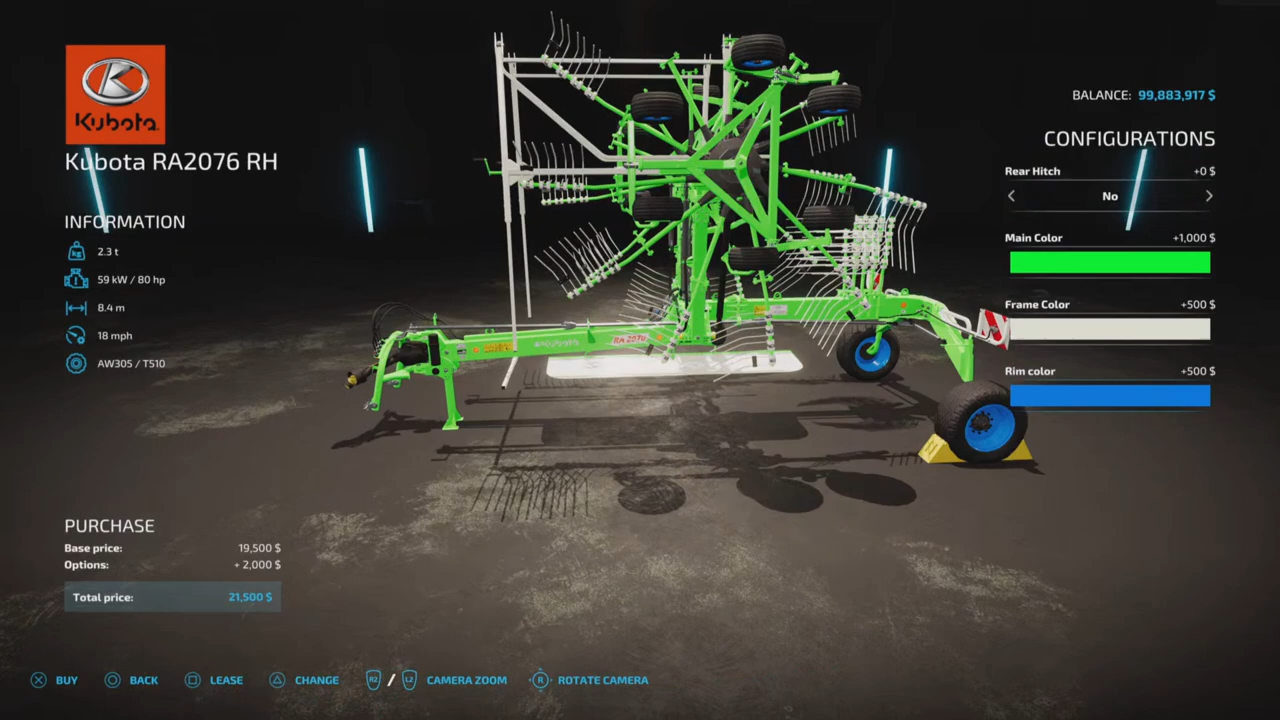 Kubota
Kubota RA2076 RH
INFORMATION
kg
2.3 t
59 kW / 80 hp
8.4 m
18 mph
AW305 / T510
PURCHASE
Base price: 19,500 $
Options: + 2,000 $
Total price: 21,500 $
BALANCE: 99,883,917 $
CONFIGURATIONS
Rear Hitch +0 $
No
Main Color +1,000 $
Frame Color +500 $
Rim color +500 $
RA 2076
BUY BACK LEASE CHANGE R2 / L2 CAMERA ZOOM R ROTATE CAMERA